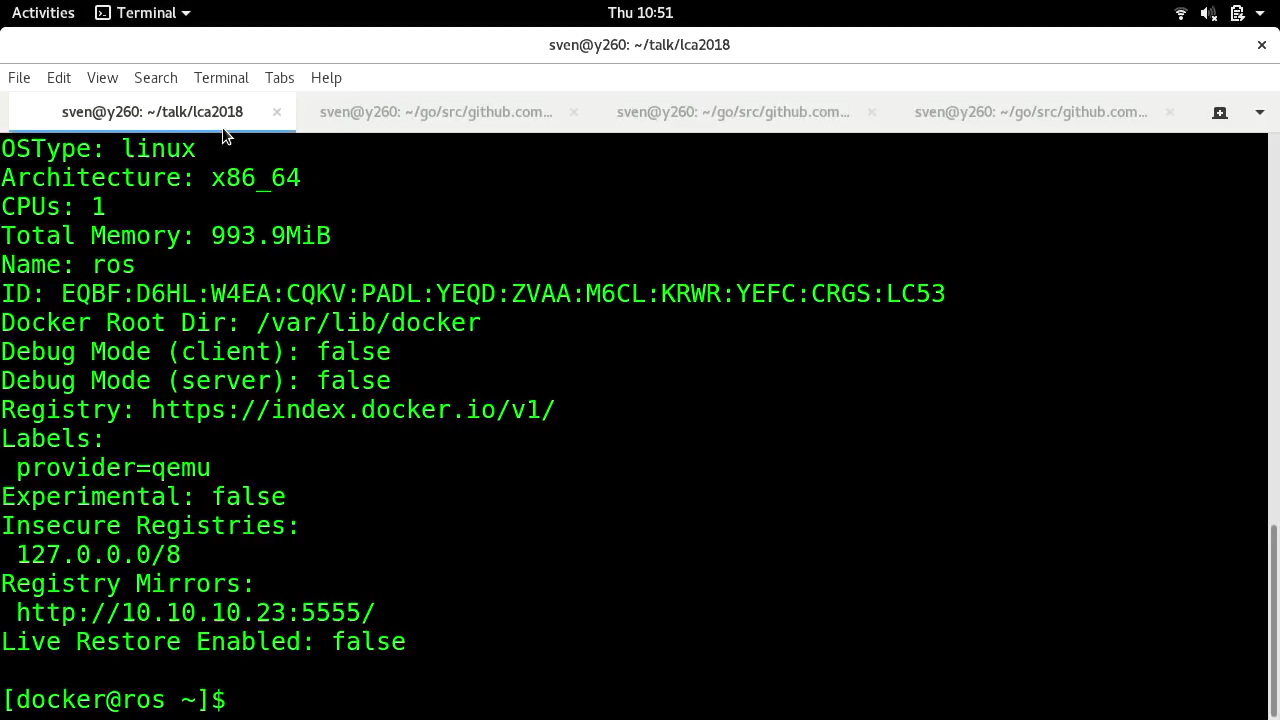 Activities Terminal Thu 10:51
sven@y260: ~/talk/lca2018
File Edit View Search Terminal Tabs Help
sven@y260: ~/talk/lca2018 sven@y260: ~/go/src/github.com… sven@y260: ~/go/src/github.com… sven@y260: ~/go/src/github.com…
OSType: linux
Architecture: x86_64
CPUs: 1
Total Memory: 993.9MiB
Name: ros
ID: EQBF:D6HL:W4EA:CQKV:PADL:YEQD:ZVAA:M6CL:KRWR:YEFC:CRGS:LC53
Docker Root Dir: /var/lib/docker
Debug Mode (client): false
Debug Mode (server): false
Registry: https://index.docker.io/v1/
Labels:
 provider=qemu
Experimental: false
Insecure Registries:
 127.0.0.0/8
Registry Mirrors:
 http://10.10.10.23:5555/
Live Restore Enabled: false
[docker@ros ~]$